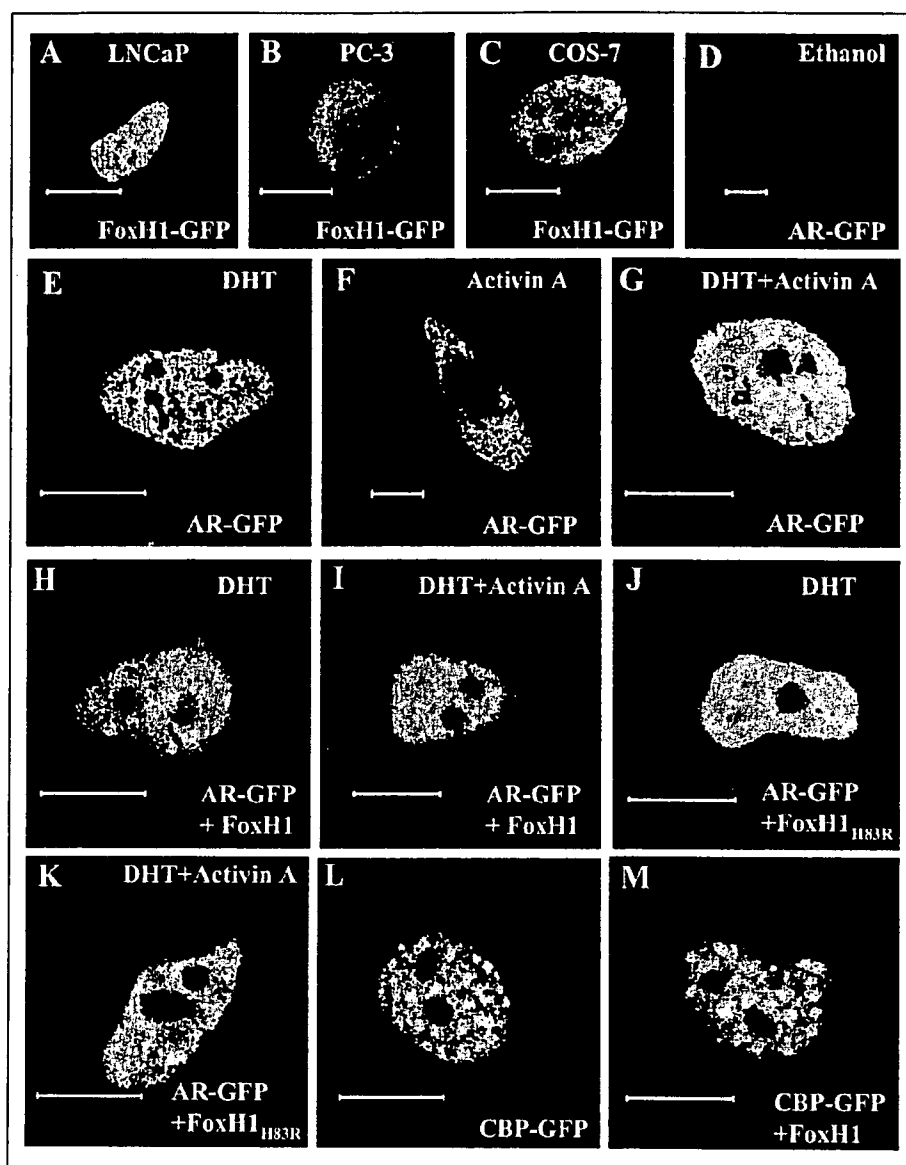 A LNCaP
FoxH1-GFP
B PC-3
FoxH1-GFP
C COS-7
FoxH1-GFP
D Ethanol
AR-GFP
E DHT
AR-GFP
F Activin A
AR-GFP
G DHT+Activin A
AR-GFP
H DHT
AR-GFP
+ FoxH1
I DHT+Activin A
AR-GFP
+ FoxH1
J DHT
AR-GFP
+FoxH1H83R
K DHT+Activin A
AR-GFP
+FoxH1H83R
L
CBP-GFP
M
CBP-GFP
+FoxH1